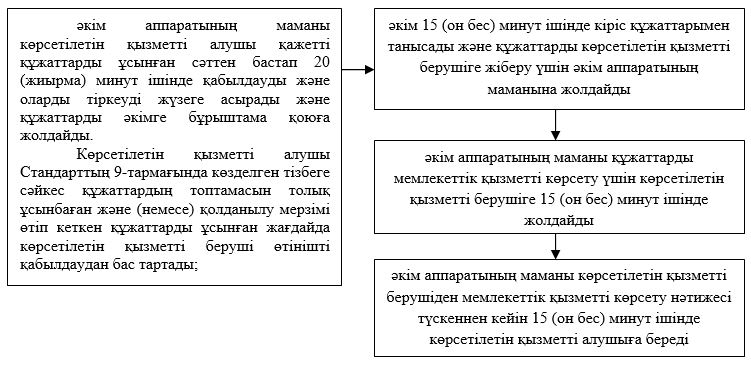 әкім аппаратының маманы
көрсетілетін қызметті алушы қажетті
құжаттарды ұсынған сәттен бастап 20
(жиырма) минут ішінде қабылдауды және
оларды тіркеуді жүзеге асырады және
құжаттарды әкімге бұрыштама қоюға
жолдайды.
Көрсетілетін қызметті алушы
Стандарттың 9-тармағында көзделген тізбеге
сәйкес құжаттардың топтамасын толық
ұсынбаған және (немесе) қолданылу мерзімі
өтіп кеткен құжаттарды ұсынған жағдайда
көрсетілетін қызметті беруші өтінішті
қабылдаудан бас тартады;
әкім 15 (он бес) минут ішінде кіріс құжаттарымен
танысады және құжаттарды көрсетілетін қызметті
берушіге жіберу үшін әкім аппаратының
маманына жолдайды
әкім аппаратының маманы құжаттарды
мемлекеттік қызметті көрсету үшін көрсетілетін
қызметті берушіге 15 (он бес) минут ішінде
жолдайды
әкім аппаратының маманы көрсетілетін қызметті
берушіден мемлекеттік қызметті көрсету нәтижесі
түскеннен кейін 15 (он бес) минут ішінде
көрсетілетін қызметті алушыға береді